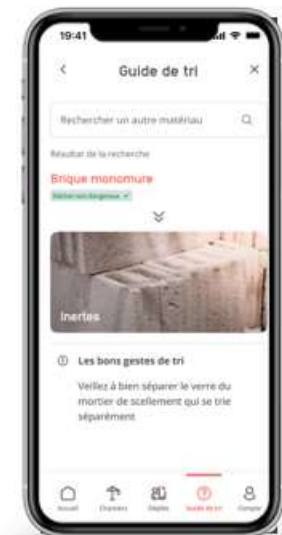 19:41
Guide de tri
Rechercher un autre matériau
Résultat de la recherche
Brique monomure
Déchet non dangereux
Inertes
Les bons gestes de tri
Veillez à bien séparer le verre du
mortier de scellement qui se trie
séparément
Accueil Chantiers Dépôts Guide de tri Compte